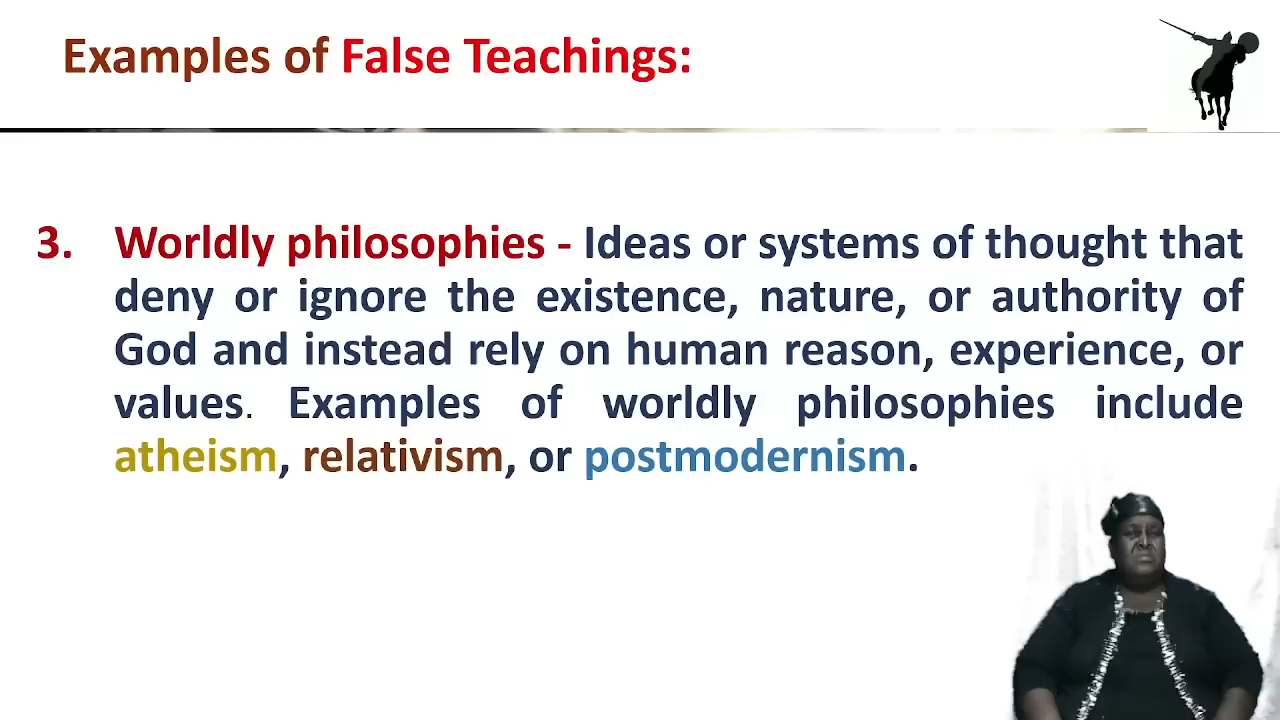 Examples of False Teachings:
3. Worldly philosophies - Ideas or systems of thought that
deny or ignore the existence, nature, or authority of
God and instead rely on human reason, experience, or
values. Examples of worldly philosophies include
atheism, relativism, or postmodernism.